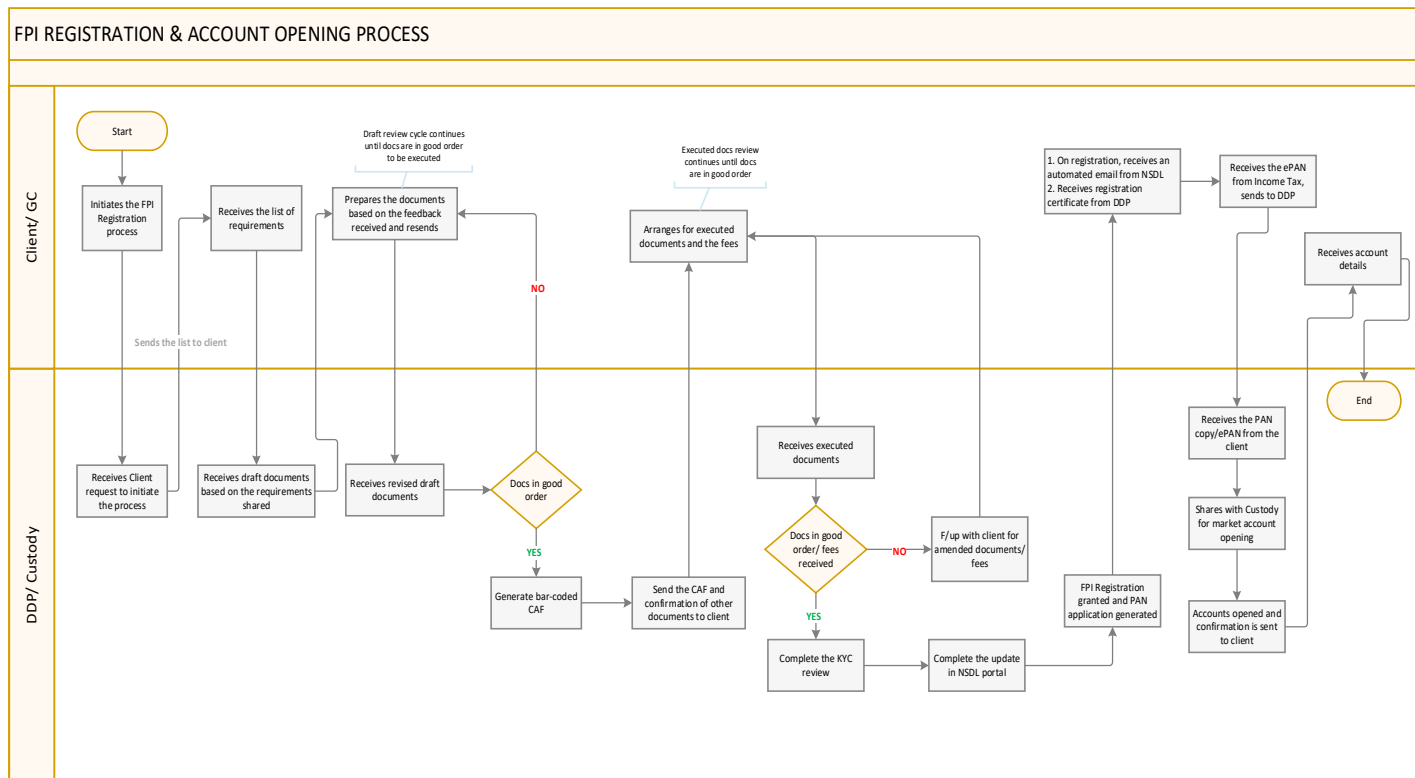 FPI REGISTRATION & ACCOUNT OPENING PROCESS
Client/ GC
Start
Initiates the FPI
Registration
process
Receives the list of
requirements
Draft review cycle continues
until docs are in good order
to be executed
Prepares the documents
based on the feedback
received and resends
NO
Sends the list to client
Executed docs review
continues until docs
are in good order
Arranges for executed
documents and the fees
1. On registration, receives an
automated email from NSDL
2. Receives registration
certificate from DDP
Receives the ePAN
from Income Tax,
sends to DDP
Receives account
details
DDP/ Custody
Receives Client
request to initiate
the process
Receives draft documents
based on the requirements
shared
Receives revised draft
documents
Docs in good
order
YES
Generate bar-coded
CAF
Send the CAF and
confirmation of other
documents to client
Receives executed
documents
Docs in good
order/ fees
received
NO
F/up with client for
amended documents/
fees
YES
Complete the KYC
review
Complete the update
in NSDL portal
FPI Registration
granted and PAN
application generated
Receives the PAN
copy/ePAN from the
client
Shares with Custody
for market account
opening
Accounts opened and
confirmation is sent
to client
End